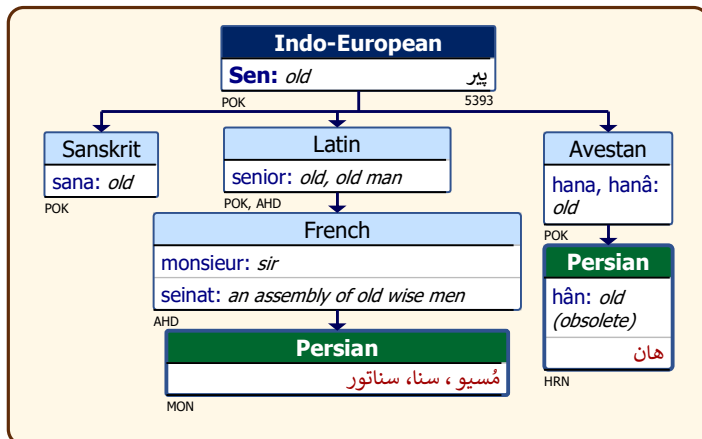 Indo-European
Sen: old پیر
POK 5393
Sanskrit
sana: old
POK
Latin
senior: old, old man
POK, AHD
Avestan
hana, hanâ:
old
POK
French
monsieur: sir
seinat: an assembly of old wise men
AHD
Persian
مُسیو ، سنا، سناتور
MON
Persian
hân: old
(obsolete)
هان
HRN